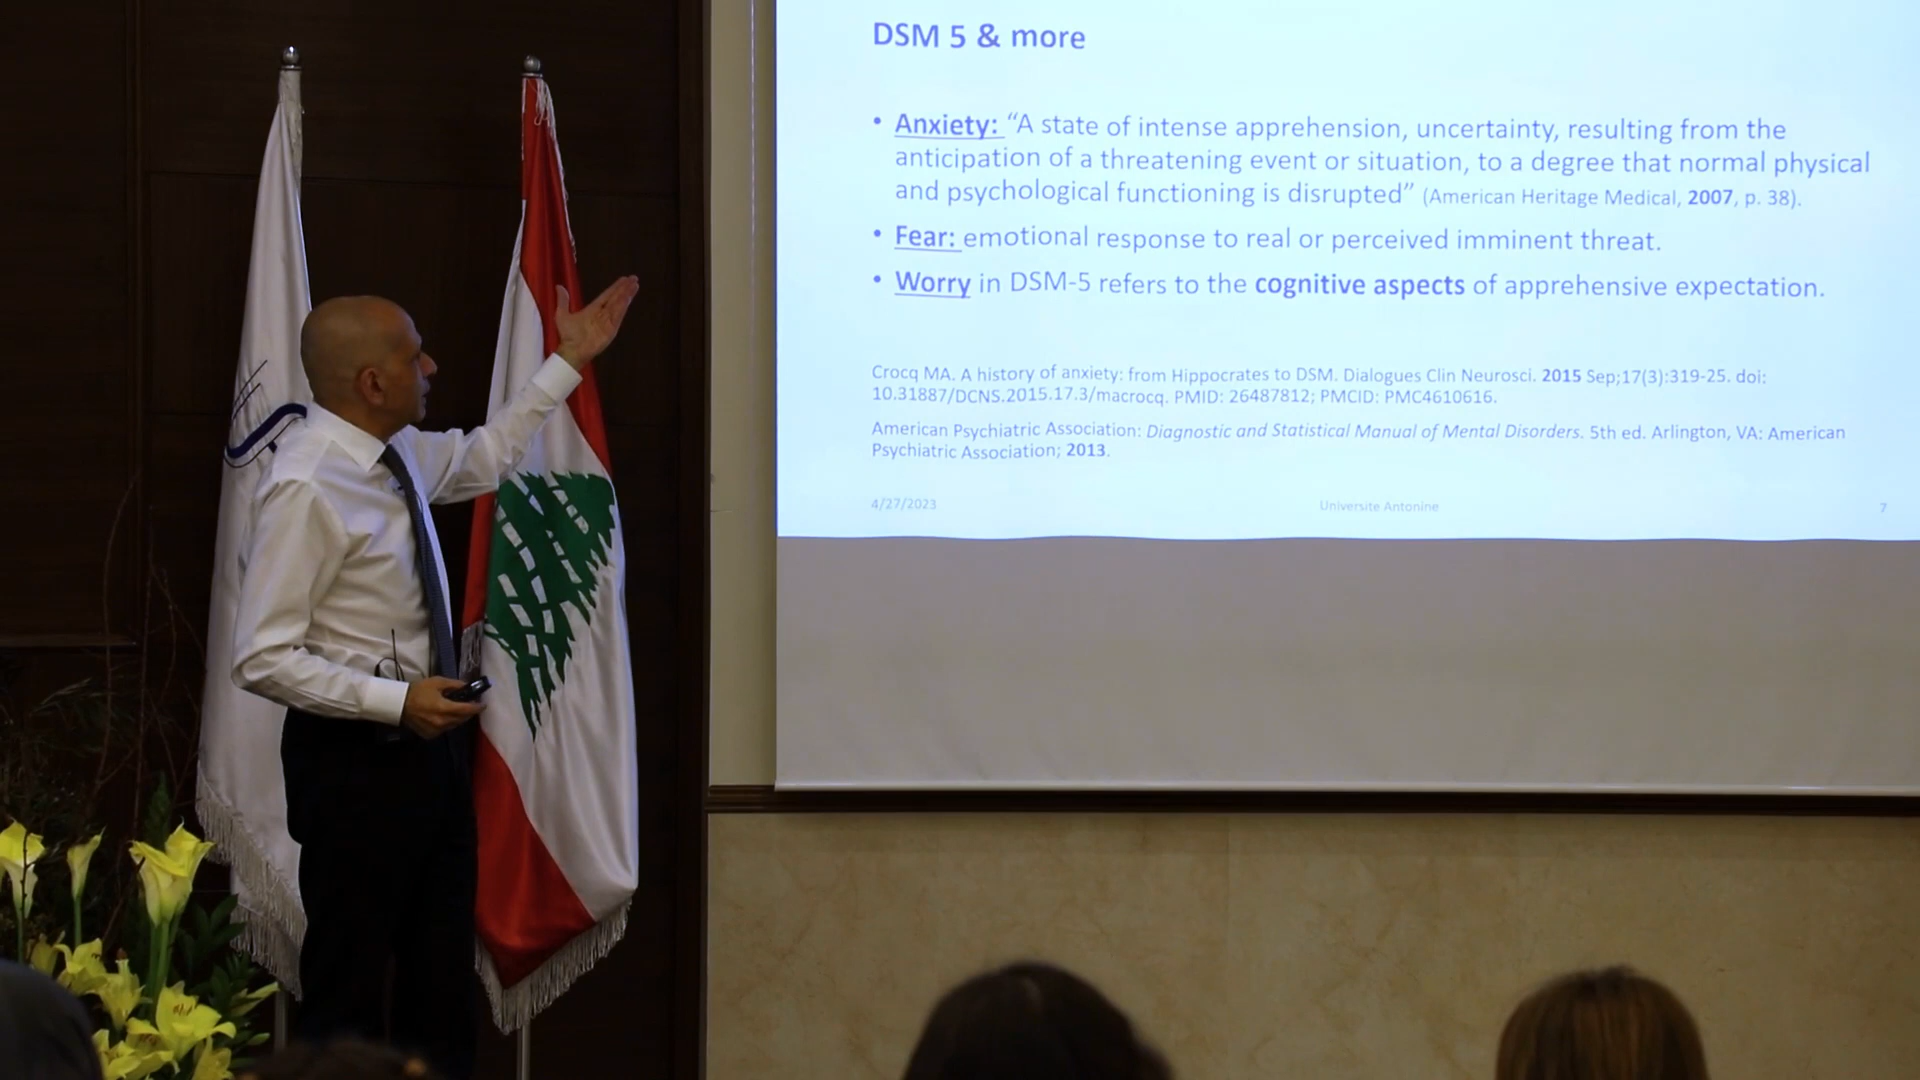 DSM 5 & more
• Anxiety: “A state of intense apprehension, uncertainty, resulting from the
anticipation of a threatening event or situation, to a degree that normal physical
and psychological functioning is disrupted” (American Heritage Medical, 2007, p. 38).
• Fear: emotional response to real or perceived imminent threat.
• Worry in DSM-5 refers to the cognitive aspects of apprehensive expectation.
Crocq MA. A history of anxiety: from Hippocrates to DSM. Dialogues Clin Neurosci. 2015 Sep;17(3):319-25. doi:
10.31887/DCNS.2015.17.3/macrocq. PMID: 26487812; PMCID: PMC4610616.
American Psychiatric Association: Diagnostic and Statistical Manual of Mental Disorders. 5th ed. Arlington, VA: American
Psychiatric Association; 2013.
4/27/2023 Universite Antonine 7